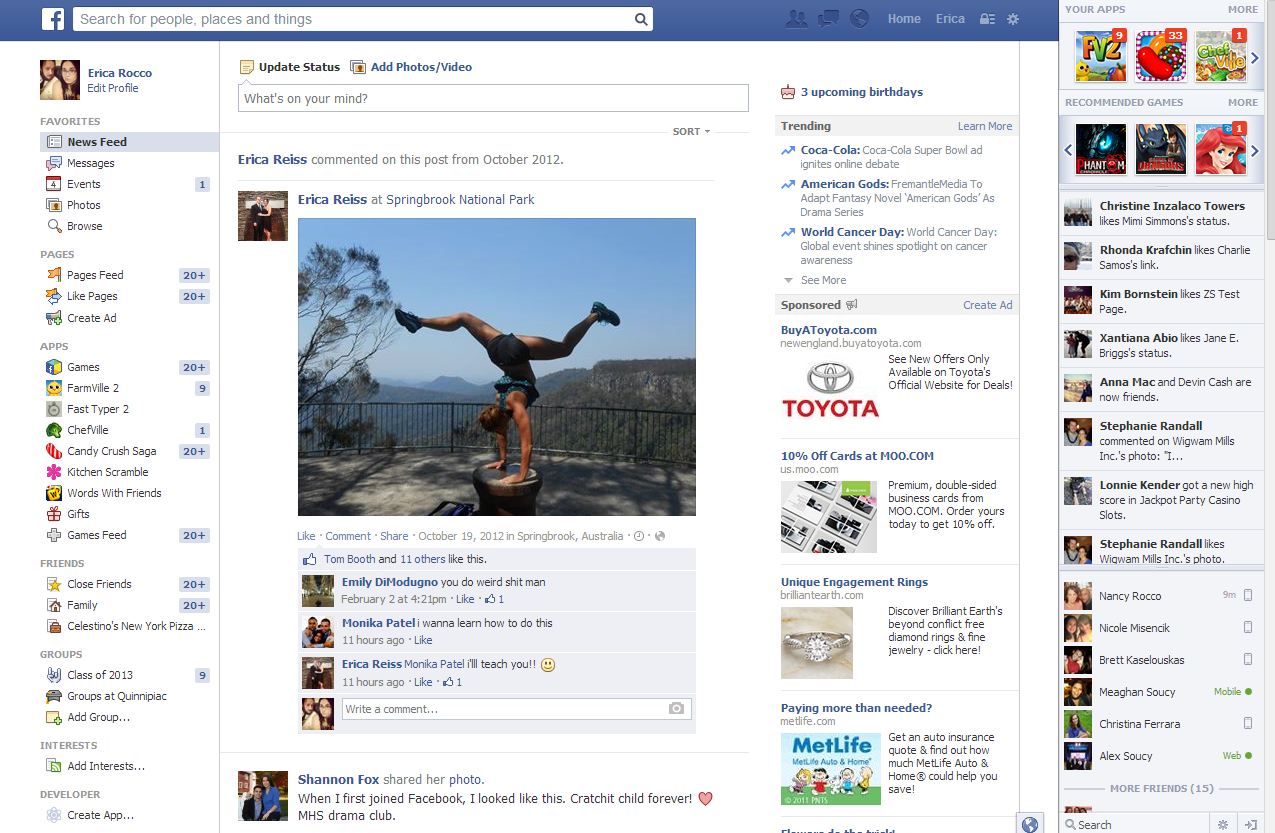 Search for people, places and things
Home
Erica
Erica Rocco
Edit Profile
FAVORITES
News Feed
Messages
Events 1
Photos
Browse
PAGES
Pages Feed 20+
Like Pages 20+
Create Ad
APPS
Games 20+
FarmVille 2 9
Fast Typer 2
ChefVille 1
Candy Crush Saga 20+
Kitchen Scramble
Words With Friends
Gifts
Games Feed 20+
FRIENDS
Close Friends 20+
Family 20+
Celestino's New York Pizza ...
GROUPS
Class of 2013 9
Groups at Quinnipiac
Add Group...
INTERESTS
Add Interests...
DEVELOPER
Create App...
Update Status Add Photos/Video
What's on your mind?
SORT
Erica Reiss commented on this post from October 2012.
Erica Reiss at Springbrook National Park
Like · Comment · Share · October 19, 2012 in Springbrook, Australia ·
Tom Booth and 11 others like this.
Emily DiModugno you do weird shit man
February 2 at 4:21pm · Like · 1
Monika Patel i wanna learn how to do this
11 hours ago · Like
Erica Reiss Monika Patel i'lll teach you!!
11 hours ago · Like · 1
Write a comment...
Shannon Fox shared her photo.
When I first joined Facebook, I looked like this. Cratchit child forever!
MHS drama club.
3 upcoming birthdays
Trending Learn More
Coca-Cola: Coca-Cola Super Bowl ad
ignites online debate
American Gods: FremantleMedia To
Adapt Fantasy Novel 'American Gods' As
Drama Series
World Cancer Day: World Cancer Day:
Global event shines spotlight on cancer
awareness
See More
Sponsored Create Ad
BuyAToyota.com
newengland.buyatoyota.com
TOYOTA
See New Offers Only
Available on Toyota's
Official Website for Deals!
10% Off Cards at MOO.COM
us.moo.com
Premium, double-sided
business cards from
MOO.COM. Order yours
today to get 10% off.
Unique Engagement Rings
brilliantearth.com
Discover Brilliant Earth's
beyond conflict free
diamond rings & fine
jewelry - click here!
Paying more than needed?
metlife.com
MetLife
MetLife Auto & Home®
© 2011 PNTS
Get an auto insurance
quote & find out how
much MetLife Auto &
Home® could help you
save!
Flowers do the trick!
YOUR APPS MORE
9
33
1
FV2
ChefVille
RECOMMENDED GAMES MORE
1
PHANTOM
CHRONICLE
DRAGONS
Christine Inzalaco Towers
likes Mimi Simmons's status.
Rhonda Krafchin likes Charlie
Samos's link.
Kim Bornstein likes ZS Test
Page.
Xantiana Abio likes Jane E.
Briggs's status.
Anna Mac and Devin Cash are
now friends.
Stephanie Randall
commented on Wigwam Mills
Inc.'s photo: "I...
Lonnie Kender got a new high
score in Jackpot Party Casino
Slots.
Stephanie Randall likes
Wigwam Mills Inc.'s photo.
Nancy Rocco 9m
Nicole Misencik
Brett Kaselouskas
Meaghan Soucy Mobile
Christina Ferrara
Alex Soucy Web
MORE FRIENDS (15)
Search